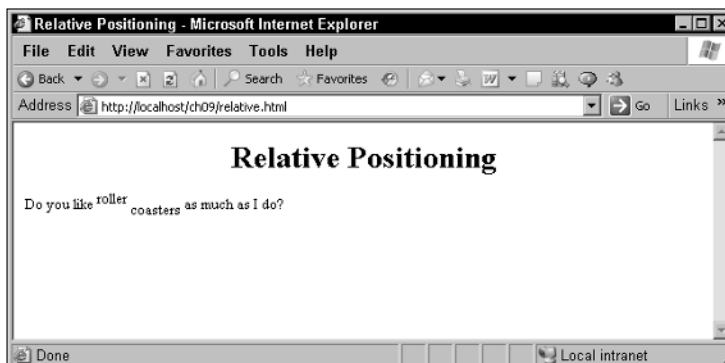 Relative Positioning - Microsoft Internet Explorer
File Edit View Favorites Tools Help
Back Search Favorites
Address http://localhost/ch09/relative.html Go Links »
Relative Positioning
Do you like roller coasters as much as I do?
Done Local intranet